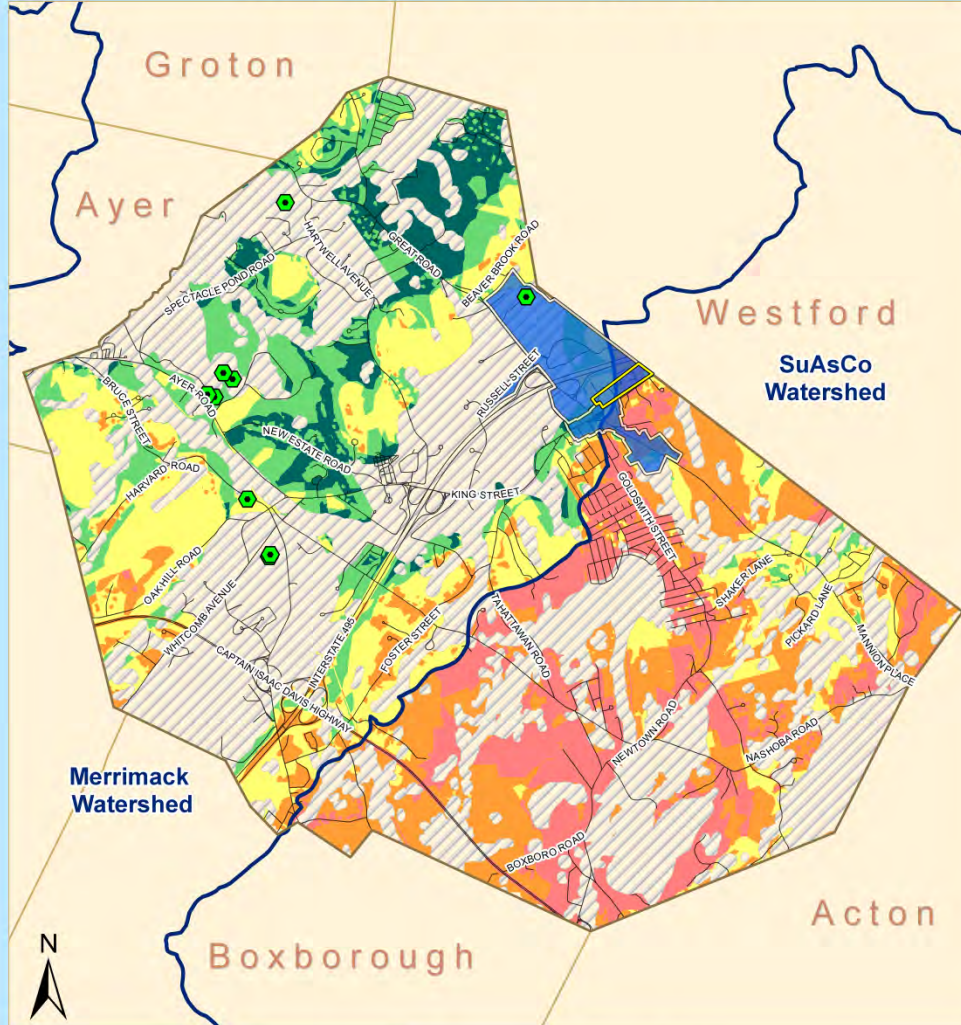 Groton
Ayer
HARTWELL AVENUE
GREAT ROAD
SPECTACLE POND ROAD
BEAVER BROOK ROAD
Westford
SuAsCo
Watershed
RUSSELL STREET
AYER ROAD
BRUCE STREET
NEW ESTATE ROAD
HARVARD ROAD
KING STREET
GOLDSMITH STREET
OAK HILL ROAD
WHITCOMB AVENUE
SHAKER LANE
PICKARD LANE
MANNION PLACE
TAHATTAWAN ROAD
FOSTER STREET
INTERSTATE 495
CAPTAIN ISAAC DAVIS HIGHWAY
NEWTOWN ROAD
NASHOBA ROAD
Merrimack
Watershed
BOXBORO ROAD
Acton
Boxborough
N